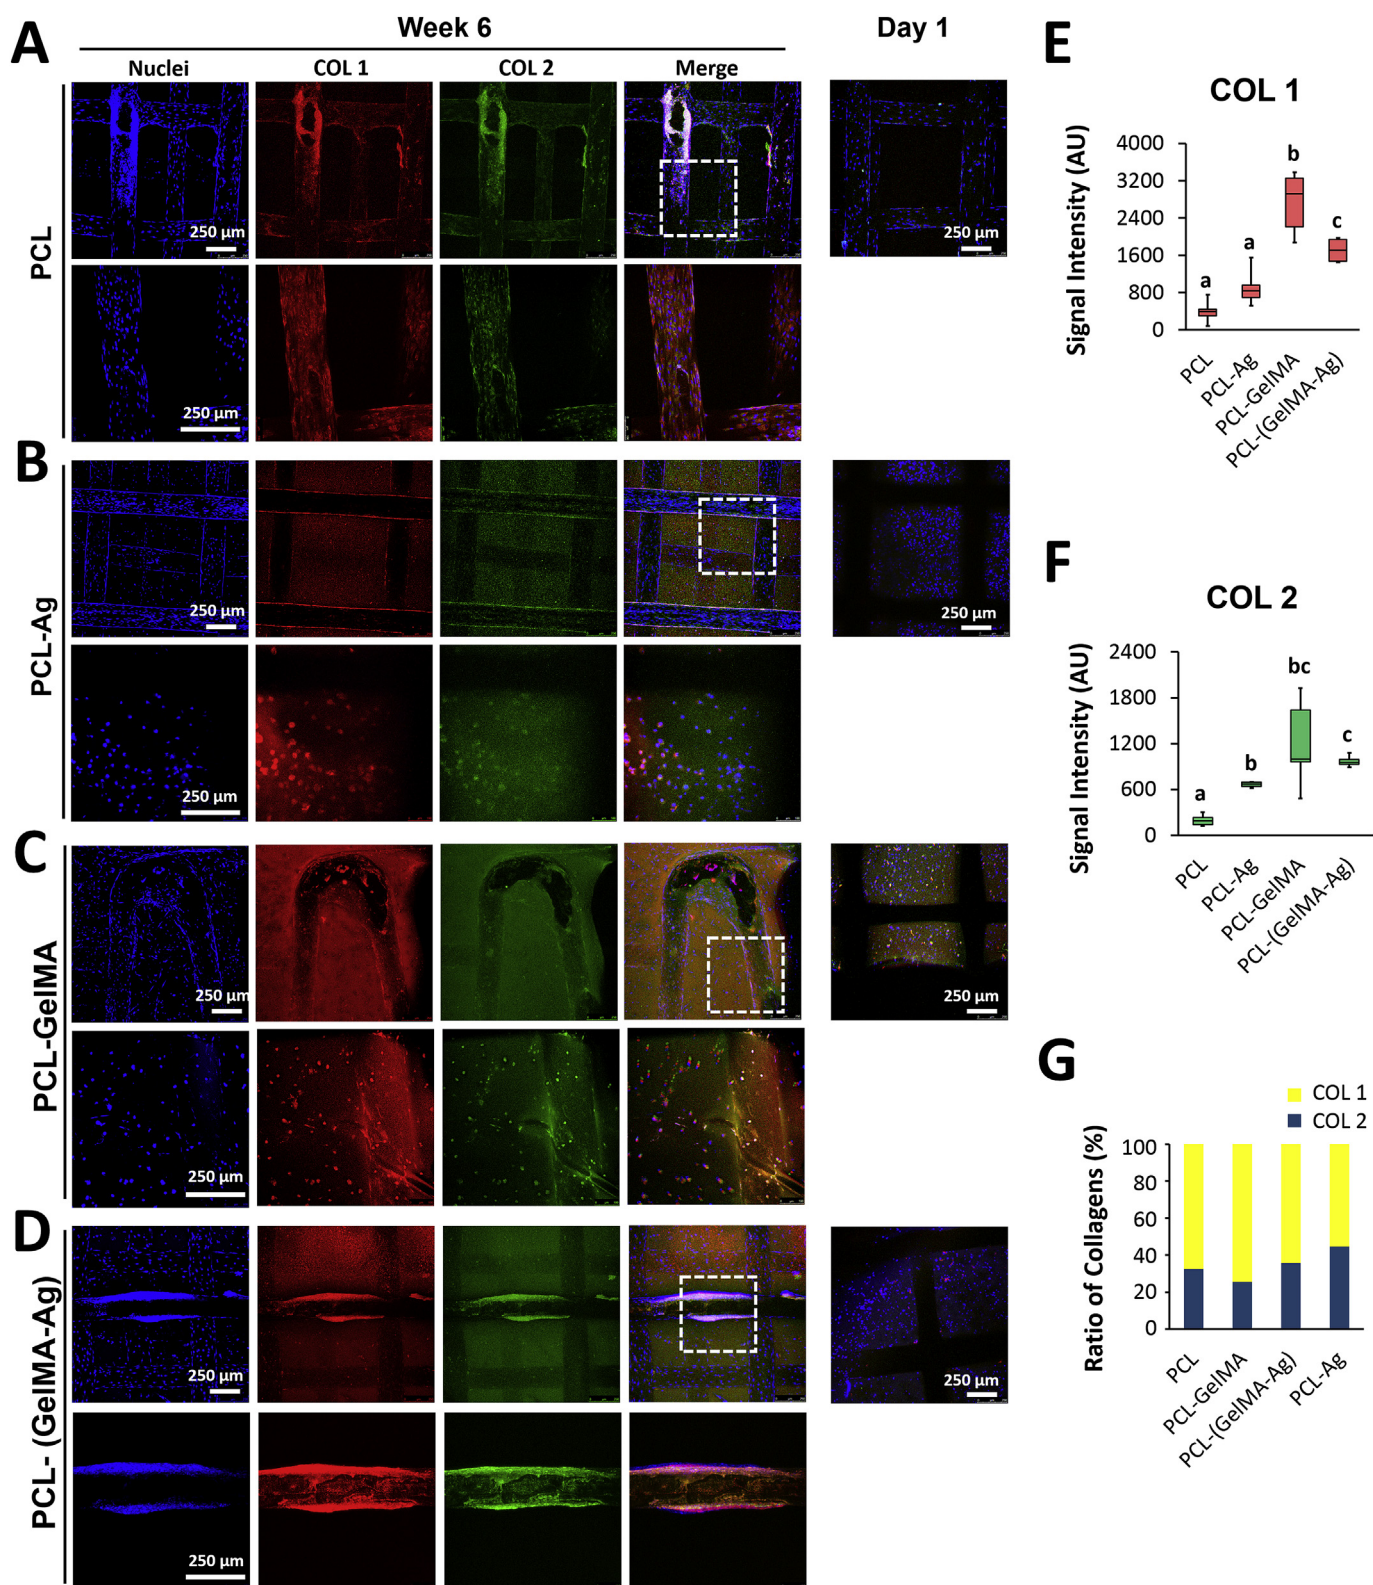 A
Week 6
Day 1
Nuclei
COL 1
COL 2
Merge
PCL
250 µm
250 µm
250 µm
250 µm
B
PCL-Ag
250 µm
250 µm
250 µm
250 µm
C
PCL-GelMA
250 µm
250 µm
250 µm
D
PCL- (GelMA-Ag)
250 µm
250 µm
250 µm
E
COL 1
Signal Intensity (AU)
4000
3200
2400
1600
800
0
a
a
b
c
PCL
PCL-Ag
PCL-GelMA
PCL-(GelMA-Ag)
F
COL 2
Signal Intensity (AU)
2400
1800
1200
600
0
a
b
bc
c
PCL
PCL-Ag
PCL-GelMA
PCL-(GelMA-Ag)
G
COL 1
COL 2
Ratio of Collagens (%)
100
80
60
40
20
0
PCL
PCL-GelMA
PCL-(GelMA-Ag)
PCL-Ag